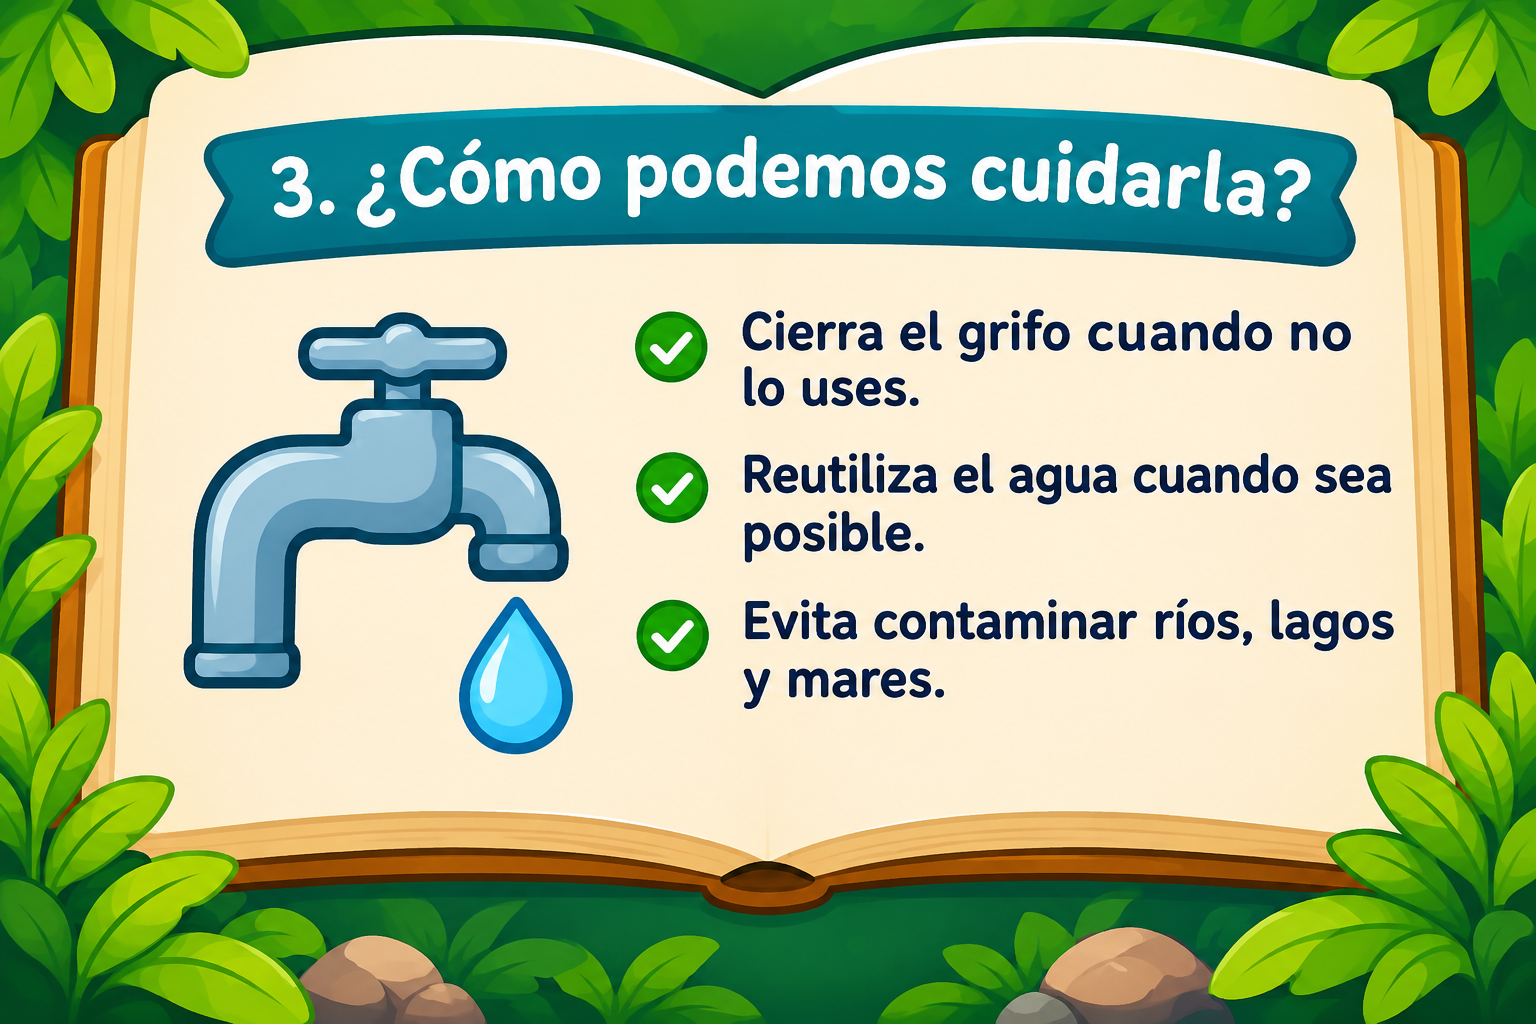 3. ¿Cómo podemos cuidarla?
Cierra el grifo cuando no
lo uses.
Reutiliza el agua cuando sea
posible.
Evita contaminar ríos, lagos
y mares.